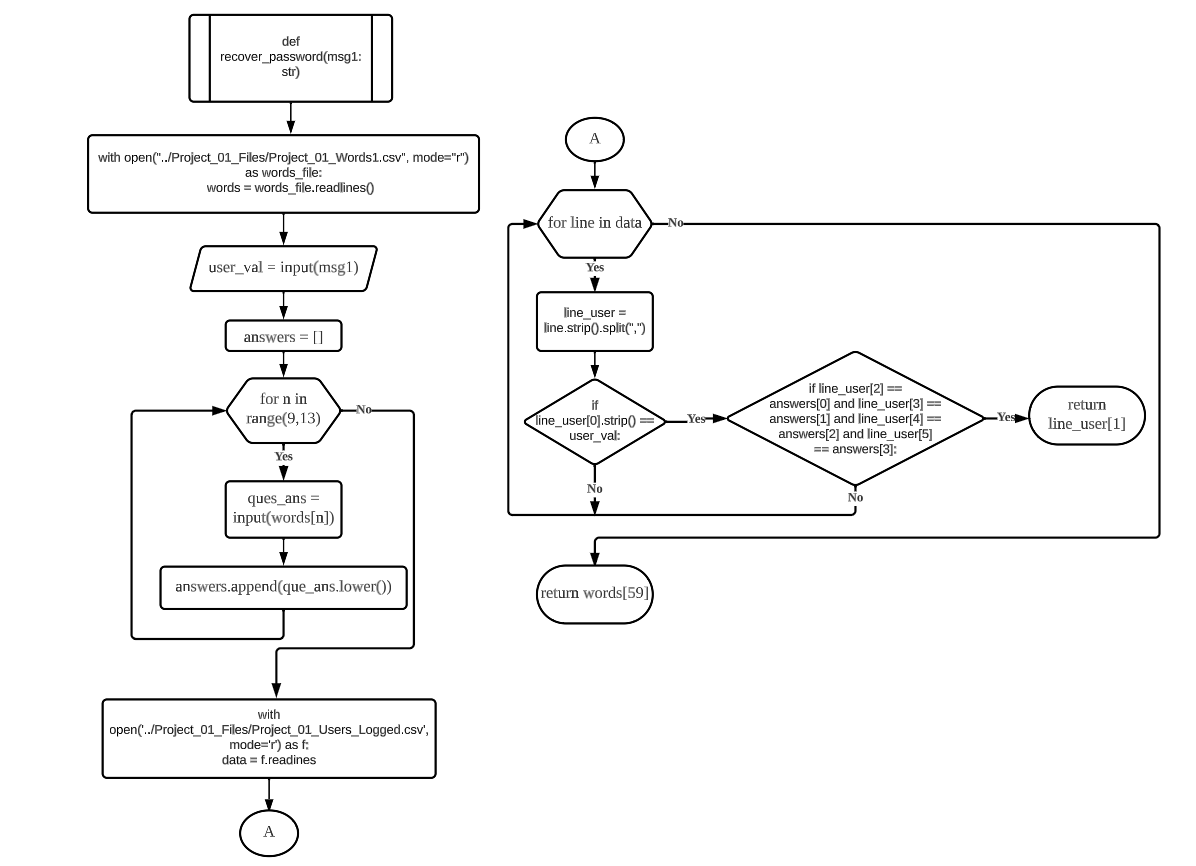 def
recover_password(msg1:
str)
with open("../Project_01_Files/Project_01_Words1.csv", mode="r")
as words_file:
words = words_file.readlines()
user_val = input(msg1)
answers = []
for n in
range(9,13)
No
Yes
ques_ans =
input(words[n])
answers.append(que_ans.lower())
with
open('../Project_01_Files/Project_01_Users_Logged.csv',
mode='r') as f:
data = f.readines
A
A
for line in data
No
Yes
line_user =
line.strip().split(",")
if
line_user[0].strip() ==
user_val:
Yes
No
if line_user[2] ==
answers[0] and line_user[3] ==
answers[1] and line_user[4] ==
answers[2] and line_user[5]
== answers[3]:
Yes
No
return
line_user[1]
return words[59]